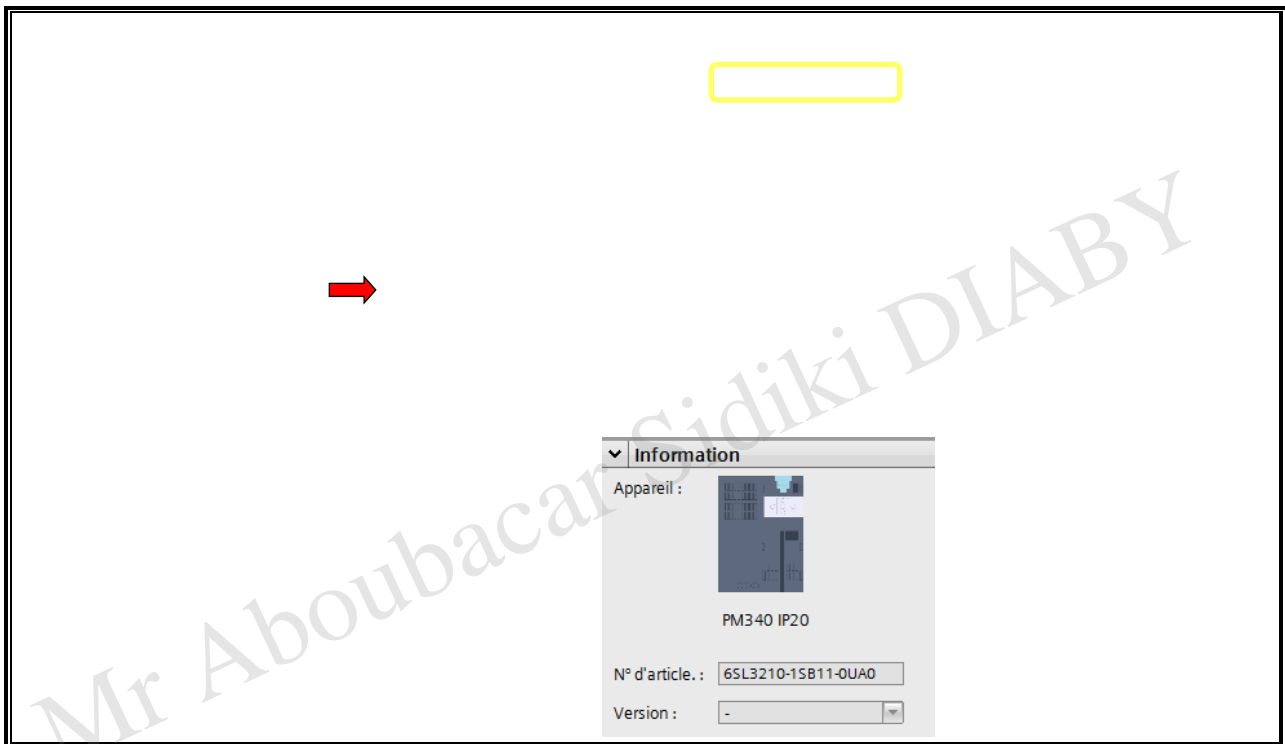 Information
Appareil :
PM340 IP20
N° d'article. : 6SL3210-1SB11-0UA0
Version : -
Mr Aboubacar Sidiki DIABY